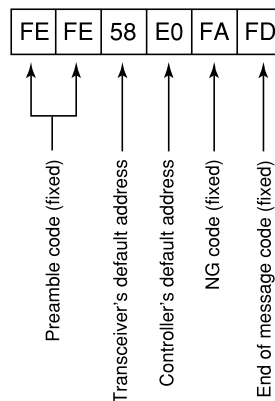 FE FE 58 E0 FA FD
Preamble code (fixed)
Transceiver's default address
Controller's default address
NG code (fixed)
End of message code (fixed)